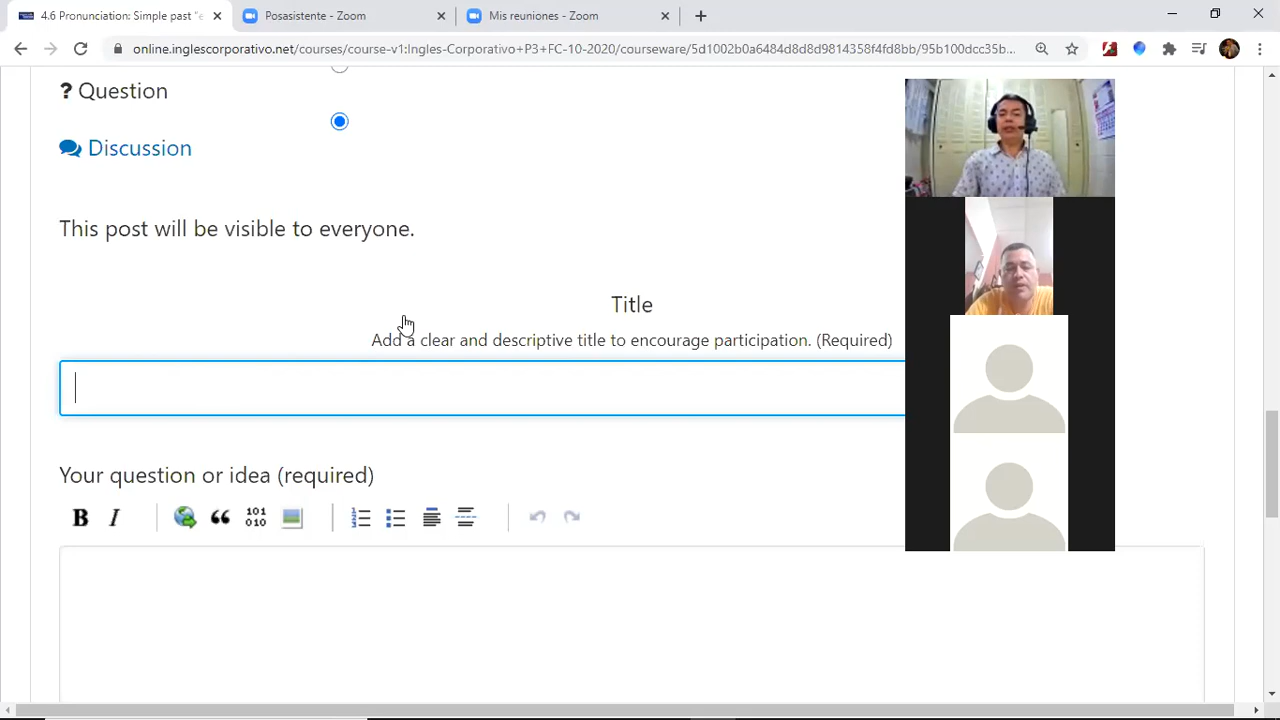 4.6 Pronunciation: Simple past "e
Posasistente - Zoom
Mis reuniones - Zoom
online.inglescorporativo.net/courses/course-v1:Ingles-Corporativo+P3+FC-10-2020/courseware/5d1002b0a6484d8d8d9814358f4fd8bb/95b100dcc35b...
? Question
Discussion
This post will be visible to everyone.
Title
Add a clear and descriptive title to encourage participation. (Required)
Your question or idea (required)
B I 101
010